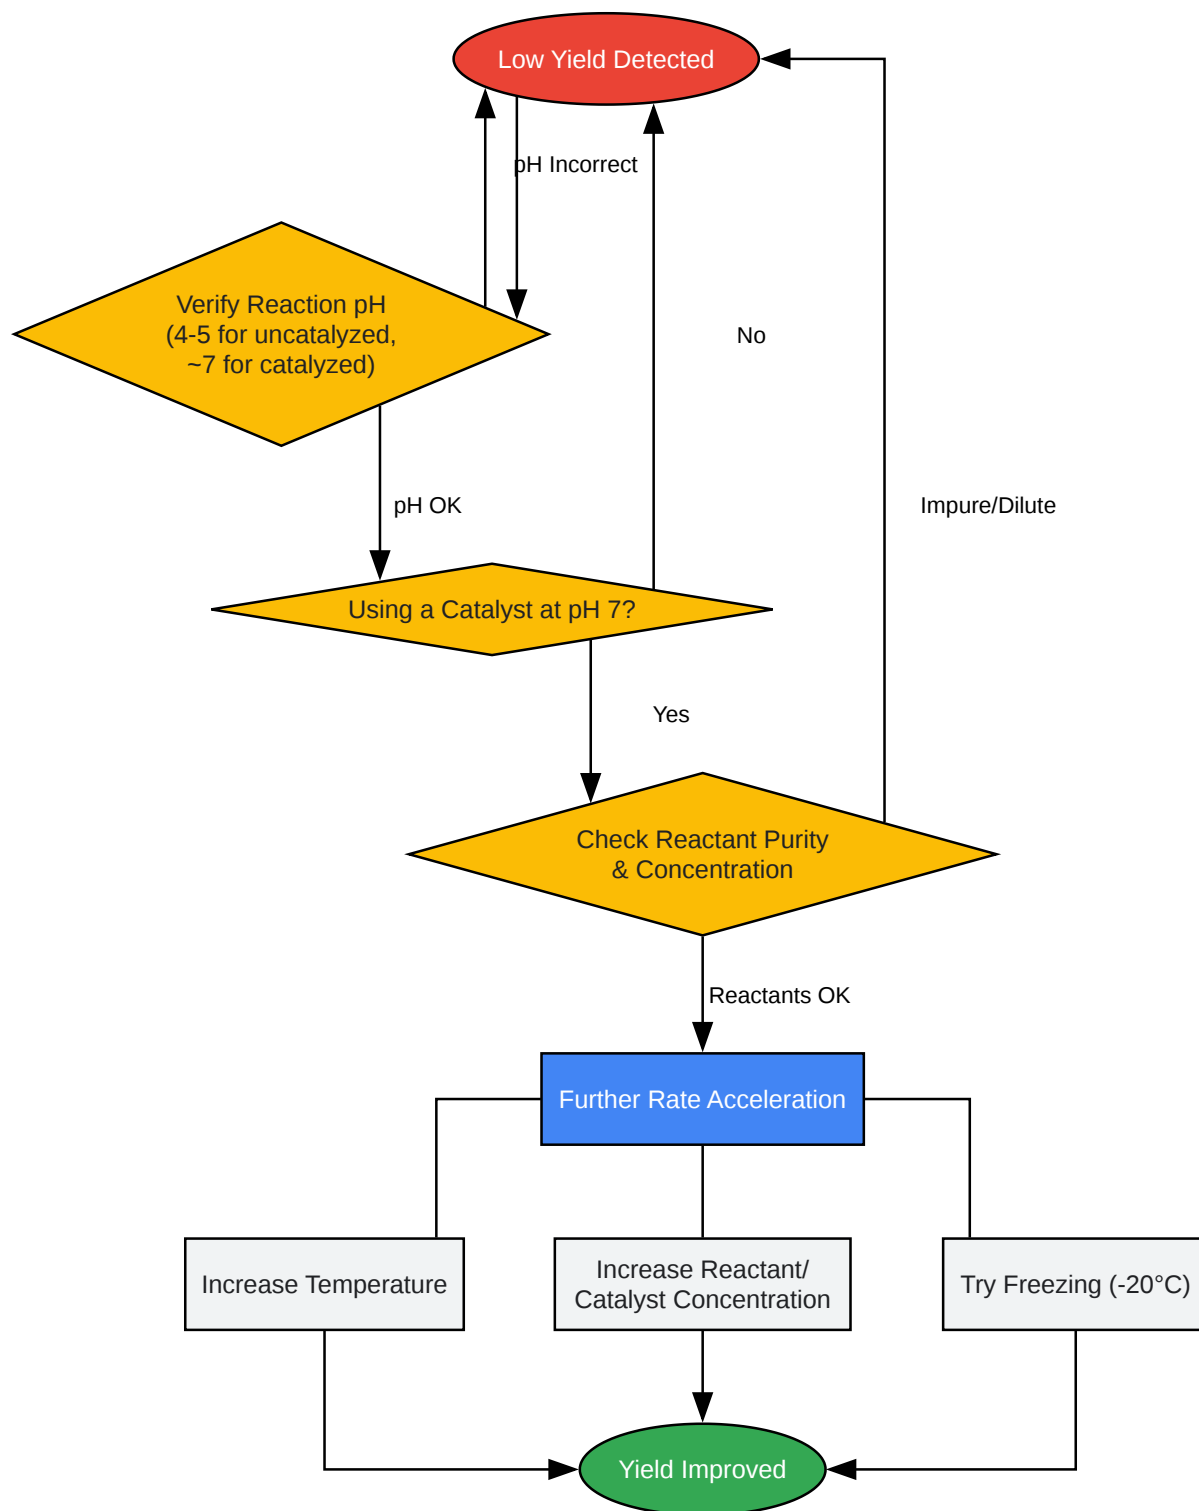 Low Yield Detected
pH Incorrect
Verify Reaction pH
(4-5 for uncatalyzed,
~7 for catalyzed)
No
pH OK
Impure/Dilute
Using a Catalyst at pH 7?
Yes
Check Reactant Purity
& Concentration
Reactants OK
Further Rate Acceleration
Increase Temperature
Increase Reactant/
Catalyst Concentration
Try Freezing (-20°C)
Yield Improved